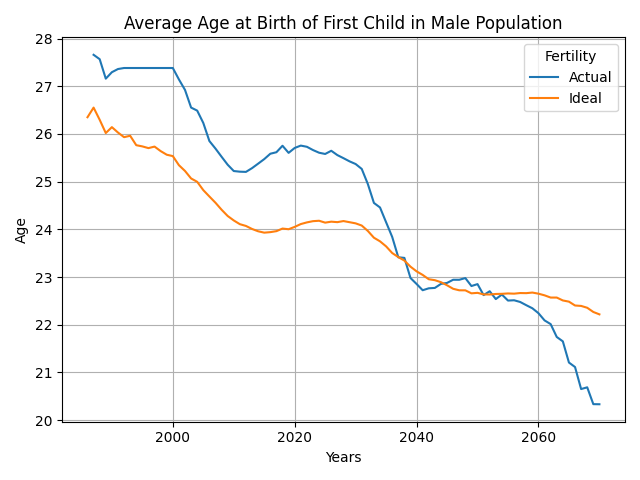 Average Age at Birth of First Child in Male Population
28
27
26
25
24
23
22
21
20
Age
2000
2020
2040
2060
Years
Fertility
Actual
Ideal